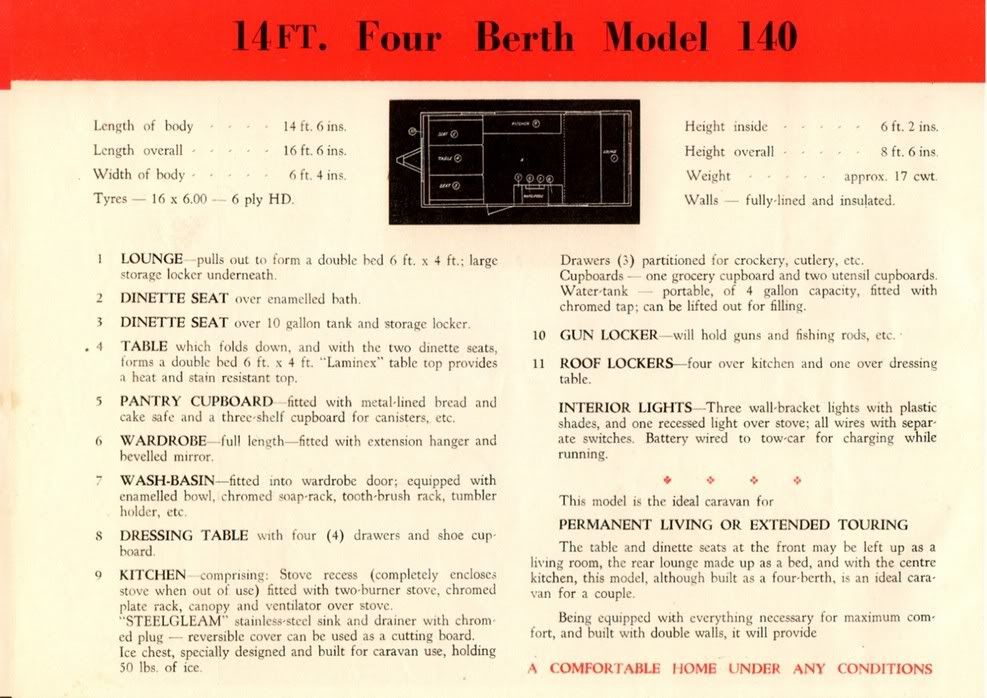 14FT. Four Berth Model 140
Length of body - - - - 14 ft. 6 ins.
Length overall - - - - 16 ft. 6 ins.
Width of body - - - - 6 ft. 4 ins.
Tyres — 16 x 6.00 — 6 ply HD.
KITCHEN 9
SEAT 2
TABLE 4
SEAT 3
LOUNGE 1
WARDROBE
Height inside - - - - - 6 ft. 2 ins.
Height overall - - - - 8 ft. 6 ins.
Weight - - - - - approx. 17 cwt.
Walls — fully-lined and insulated.
1 LOUNGE—pulls out to form a double bed 6 ft. x 4 ft.; large
storage locker underneath.
2 DINETTE SEAT over enamelled bath.
3 DINETTE SEAT over 10 gallon tank and storage locker.
4 TABLE which folds down, and with the two dinette seats,
forms a double bed 6 ft. x 4 ft. "Laminex" table top provides
a heat and stain resistant top.
5 PANTRY CUPBOARD—fitted with metal-lined bread and
cake safe and a three-shelf cupboard for canisters, etc.
6 WARDROBE—full length—fitted with extension hanger and
bevelled mirror.
7 WASH-BASIN—fitted into wardrobe door; equipped with
enamelled bowl, chromed soap-rack, tooth-brush rack, tumbler
holder, etc.
8 DRESSING TABLE with four (4) drawers and shoe cup-
board.
9 KITCHEN—comprising: Stove recess (completely encloses
stove when out of use) fitted with two-burner stove, chromed
plate rack, canopy and ventilator over stove.
"STEELGLEAM" stainless-steel sink and drainer with chrom-
ed plug — reversible cover can be used as a cutting board.
Ice chest, specially designed and built for caravan use, holding
50 lbs. of ice.
Drawers (3) partitioned for crockery, cutlery, etc.
Cupboards — one grocery cupboard and two utensil cupboards.
Water-tank — portable, of 4 gallon capacity, fitted with
chromed tap; can be lifted out for filling.
10 GUN LOCKER—will hold guns and fishing rods, etc.
11 ROOF LOCKERS—four over kitchen and one over dressing
table.
INTERIOR LIGHTS—Three wall-bracket lights with plastic
shades, and one recessed light over stove; all wires with separ-
ate switches. Battery wired to tow-car for charging while
running.
This model is the ideal caravan for
PERMANENT LIVING OR EXTENDED TOURING
The table and dinette seats at the front may be left up as a
living room, the rear lounge made up as a bed, and with the centre
kitchen, this model, although built as a four-berth, is an ideal cara-
van for a couple.
Being equipped with everything necessary for maximum com-
fort, and built with double walls, it will provide
A COMFORTABLE HOME UNDER ANY CONDITIONS